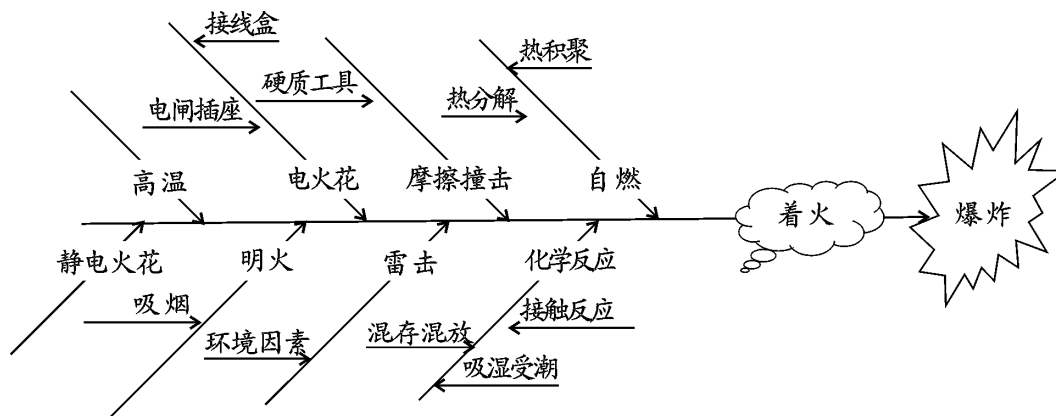 接线盒
热积聚
硬质工具
热分解
电闸插座
高温
电火花
摩擦撞击
自燃
着火
爆炸
静电火花
明火
雷击
化学反应
吸烟
接触反应
环境因素
混存混放
吸湿受潮